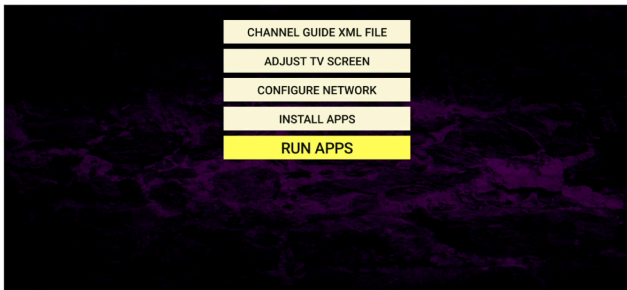 CHANNEL GUIDE XML FILE
ADJUST TV SCREEN
CONFIGURE NETWORK
INSTALL APPS
RUN APPS